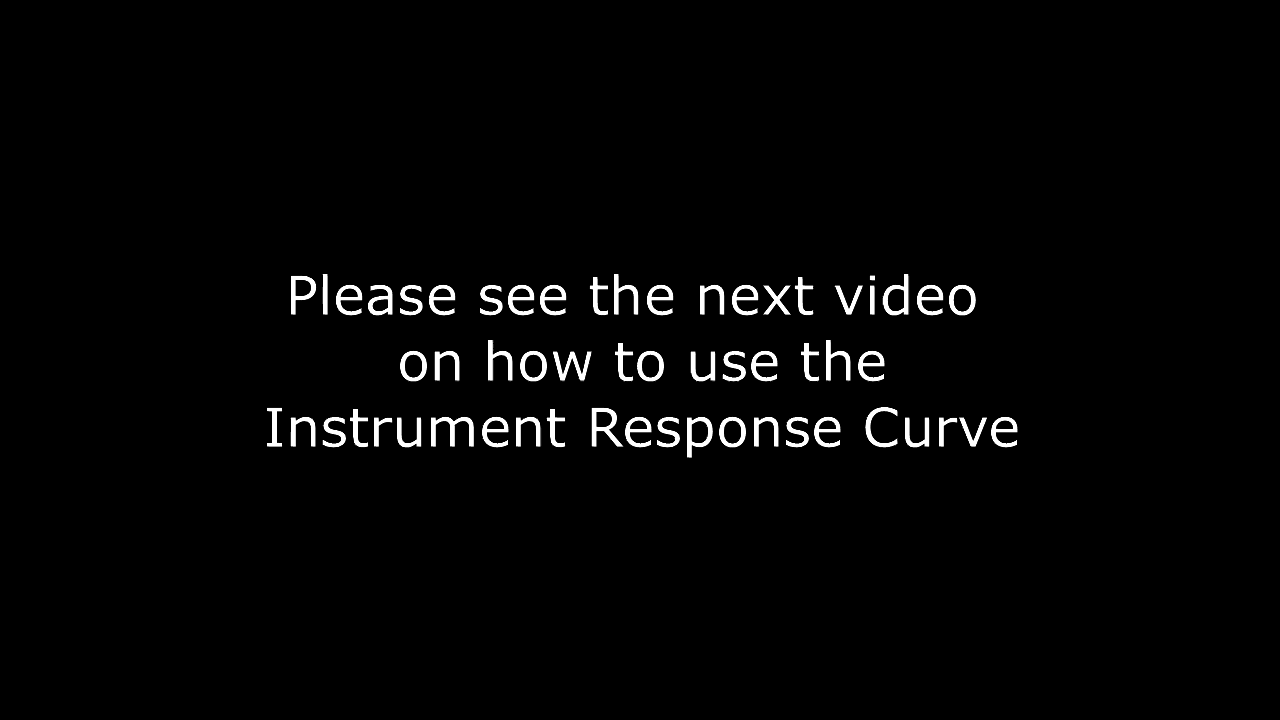 Please see the next video
on how to use the
Instrument Response Curve